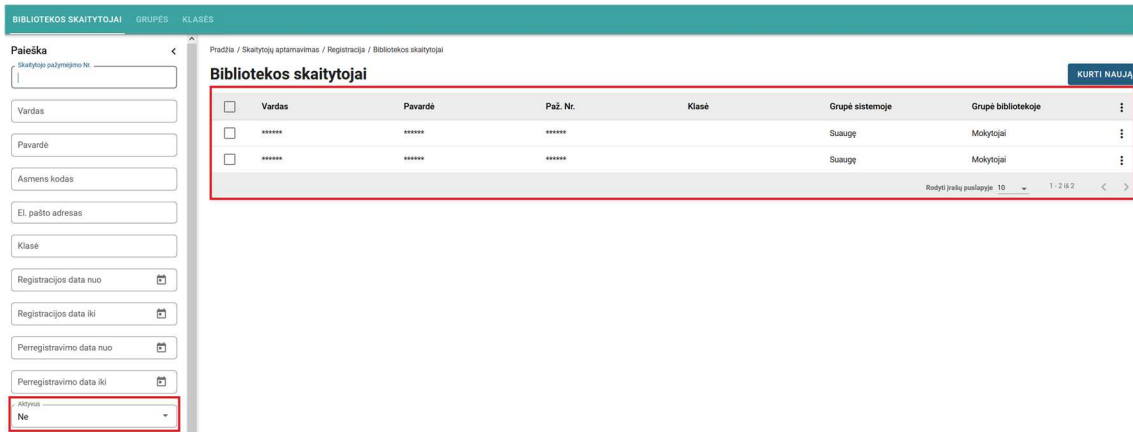 BIBLIOTEKOS SKAITYTOJAI GRUPĖS KLASĖS
Paieška
Skaitytojo pažymėjimo Nr.
Vardas
Pavardė
Asmens kodas
El. pašto adresas
Klasė
Registracijos data nuo
Registracijos data iki
Perregistravimo data nuo
Perregistravimo data iki
Aktyvus
Ne
Pradžia / Skaitytojų aptarnavimas / Registracija / Bibliotekos skaitytojai
Bibliotekos skaitytojai
KURTI NAUJĄ
Vardas Pavardė Paž. Nr. Klasė Grupė sistemoje Grupė bibliotekoje
****** ****** ****** Suaugę Mokytojai
****** ****** ****** Suaugę Mokytojai
Rodyti įrašų puslapyje 10 1 - 2 iš 2